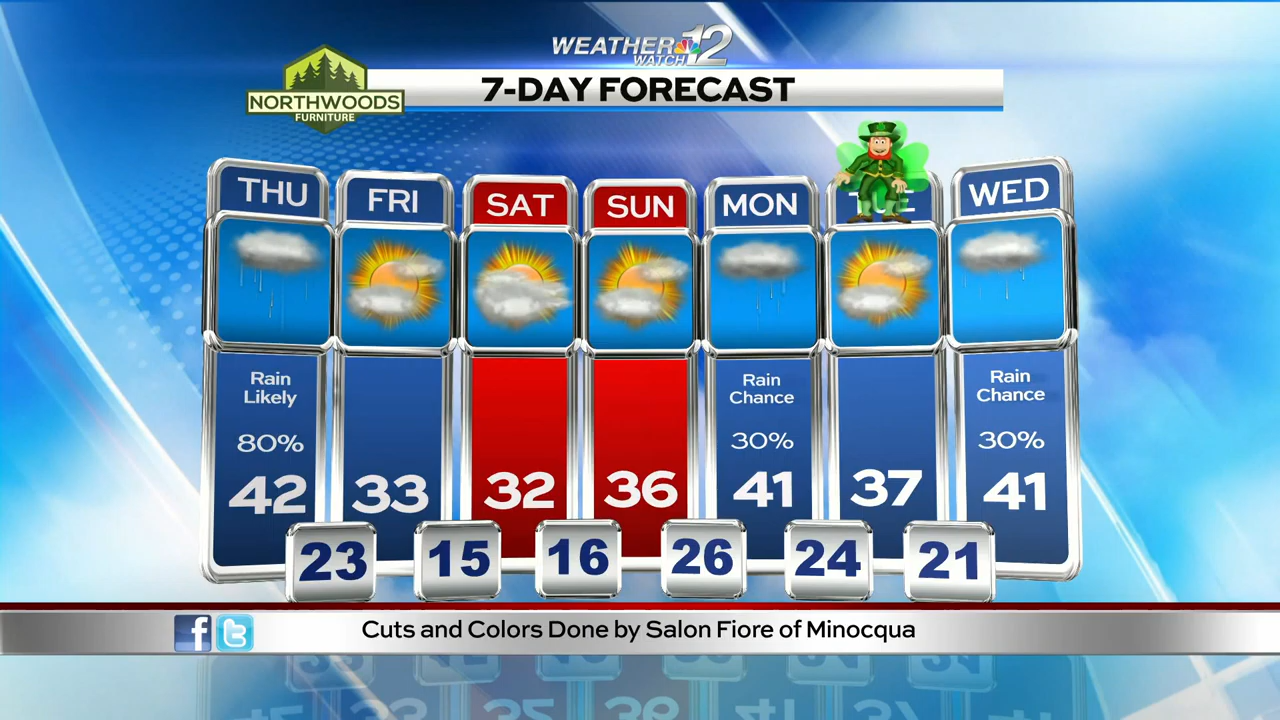 WEATHER 12
WATCH
7-DAY FORECAST
NORTHWOODS
FURNITURE
THU
FRI
SAT
SUN
MON
TUE
WED
Rain
Likely
80%
Rain
Chance
30%
Rain
Chance
30%
42
33
32
36
41
37
41
23
15
16
26
24
21
f
t
Cuts and Colors Done by Salon Fiore of Minocqua